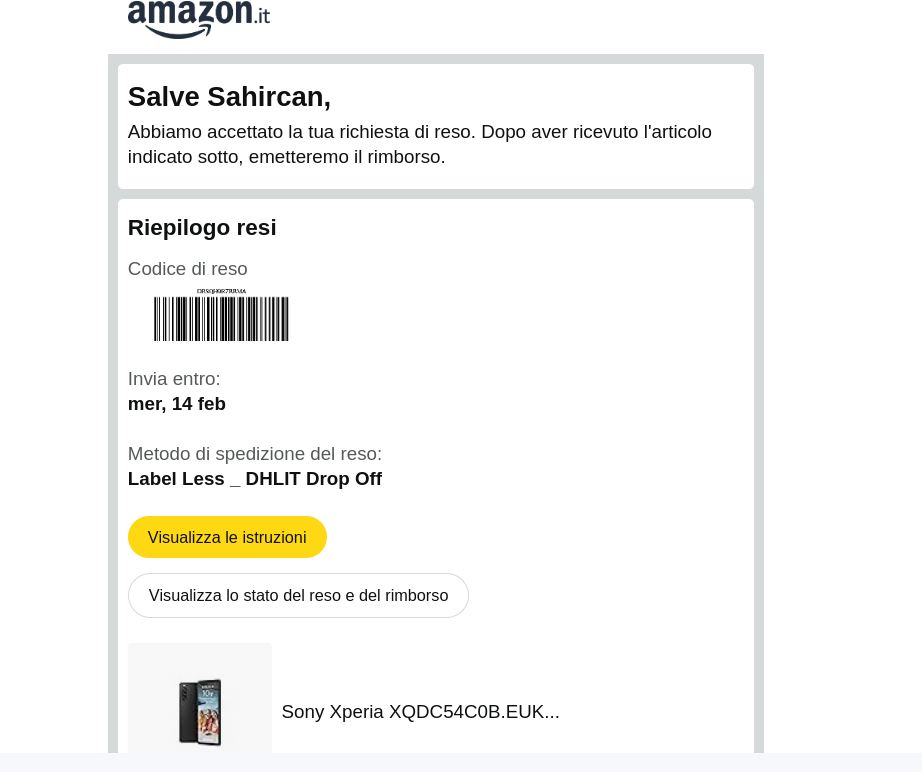 amazon.it
Salve Sahircan,
Abbiamo accettato la tua richiesta di reso. Dopo aver ricevuto l'articolo
indicato sotto, emetteremo il rimborso.
Riepilogo resi
Codice di reso
Invia entro:
mer, 14 feb
Metodo di spedizione del reso:
Label Less _ DHLIT Drop Off
Visualizza le istruzioni
Visualizza lo stato del reso e del rimborso
Sony Xperia XQDC54C0B.EUK...